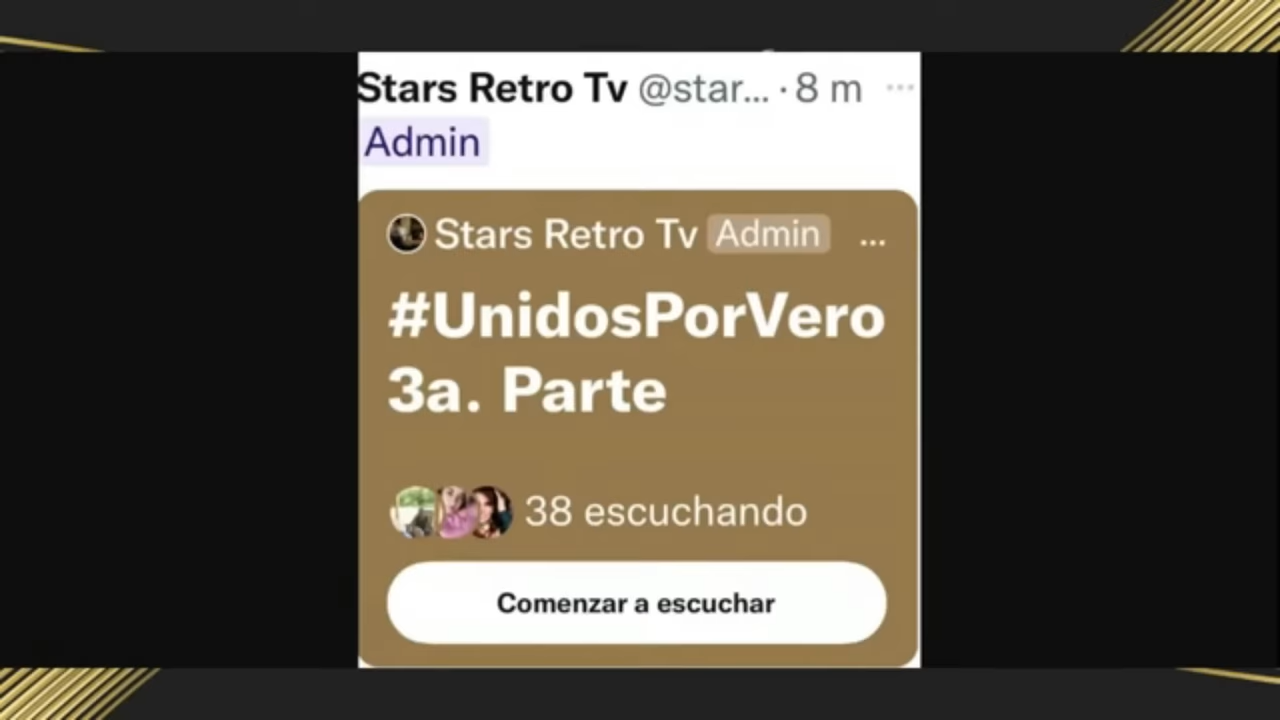 Stars Retro Tv @star... · 8 m ...
Admin
Stars Retro Tv Admin ...
#UnidosPorVero
3a. Parte
38 escuchando
Comenzar a escuchar